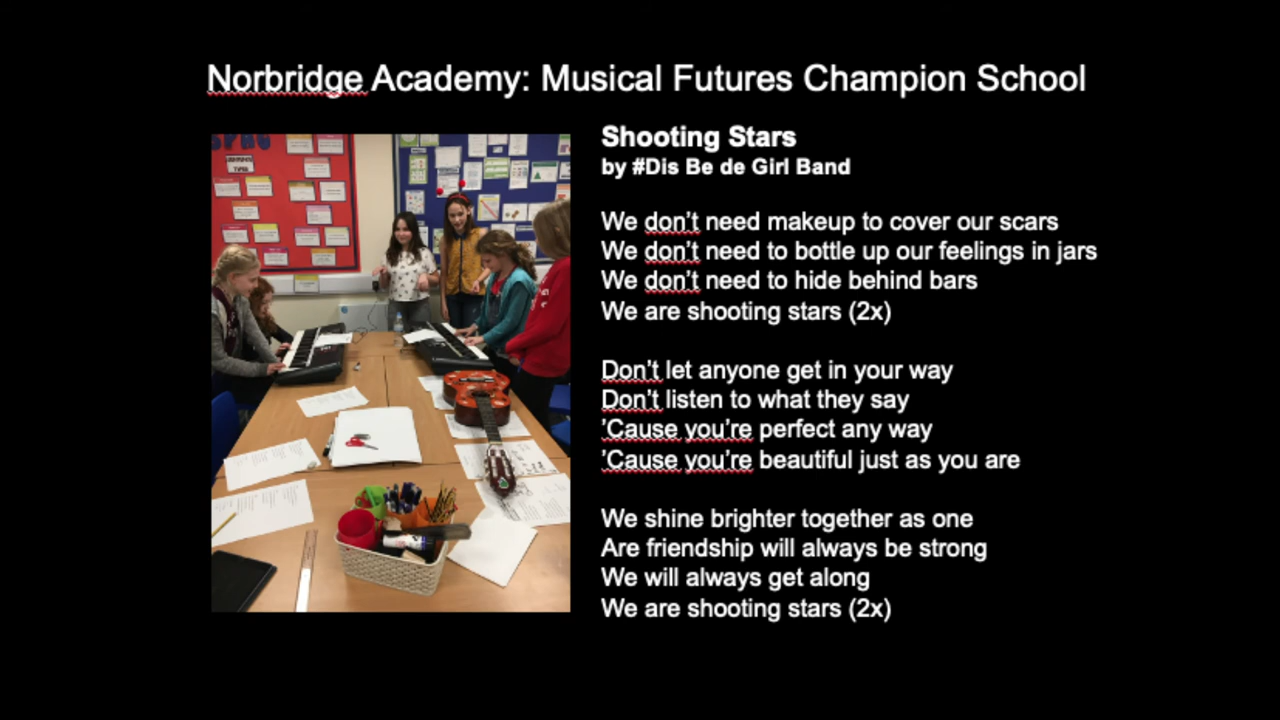 Norbridge Academy: Musical Futures Champion School
Shooting Stars
by #Dis Be de Girl Band
We don't need makeup to cover our scars
We don't need to bottle up our feelings in jars
We don't need to hide behind bars
We are shooting stars (2x)
Don't let anyone get in your way
Don't listen to what they say
'Cause you're perfect any way
'Cause you're beautiful just as you are
We shine brighter together as one
Are friendship will always be strong
We will always get along
We are shooting stars (2x)